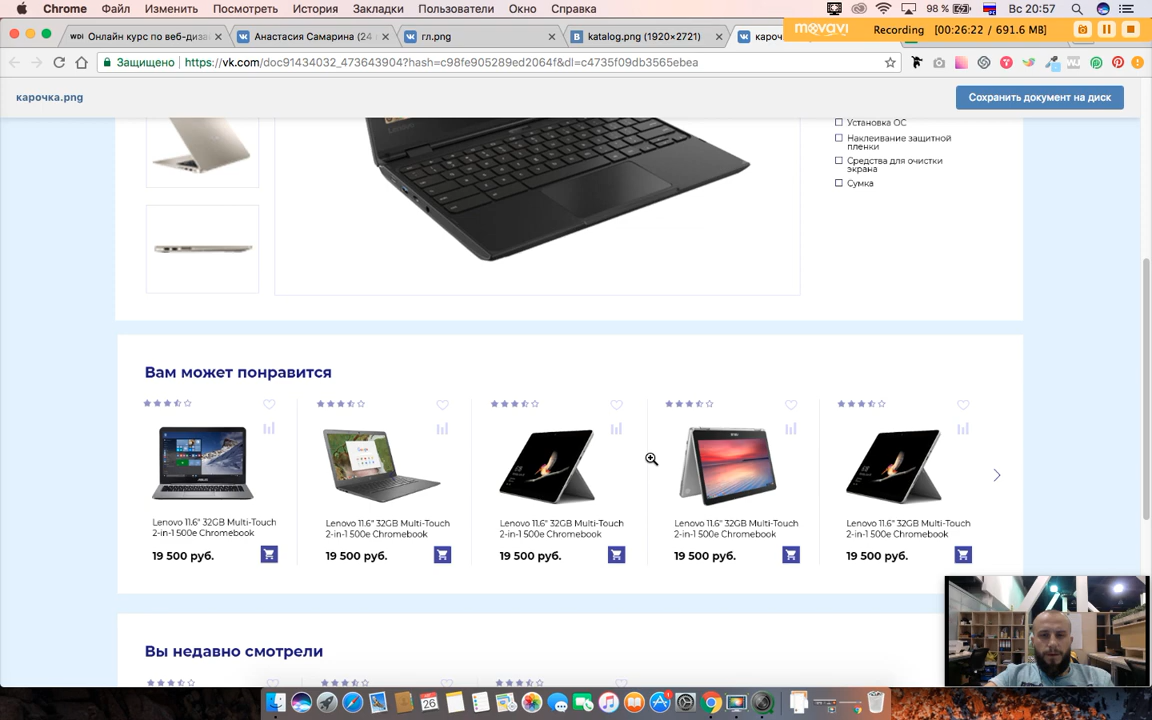 Chrome Файл Изменить Просмотреть История Закладки Пользователи Окно Справка 98 % Вс 20:57
WDI Онлайн курс по веб-диза Анастасия Самарина (24 гл.png katalog.png (1920×2721) каро
movavi Recording [00:26:22 / 691.6 MB]
Защищено https://vk.com/doc91434032_473643904?hash=c98fe905289ed2064f&dl=c4735f09db3565ebea
карочка.png Сохранить документ на диск
Установка ОС
Наклеивание защитной
пленки
Средства для очистки
экрана
Сумка
Lenovo
Вам может понравится
Lenovo 11.6" 32GB Multi-Touch Lenovo 11.6" 32GB Multi-Touch Lenovo 11.6" 32GB Multi-Touch Lenovo 11.6" 32GB Multi-Touch Lenovo 11.6" 32GB Multi-Touch
2-in-1 500e Chromebook 2-in-1 500e Chromebook 2-in-1 500e Chromebook 2-in-1 500e Chromebook 2-in-1 500e Chromebook
19 500 руб. 19 500 руб. 19 500 руб. 19 500 руб. 19 500 руб.
Вы недавно смотрели